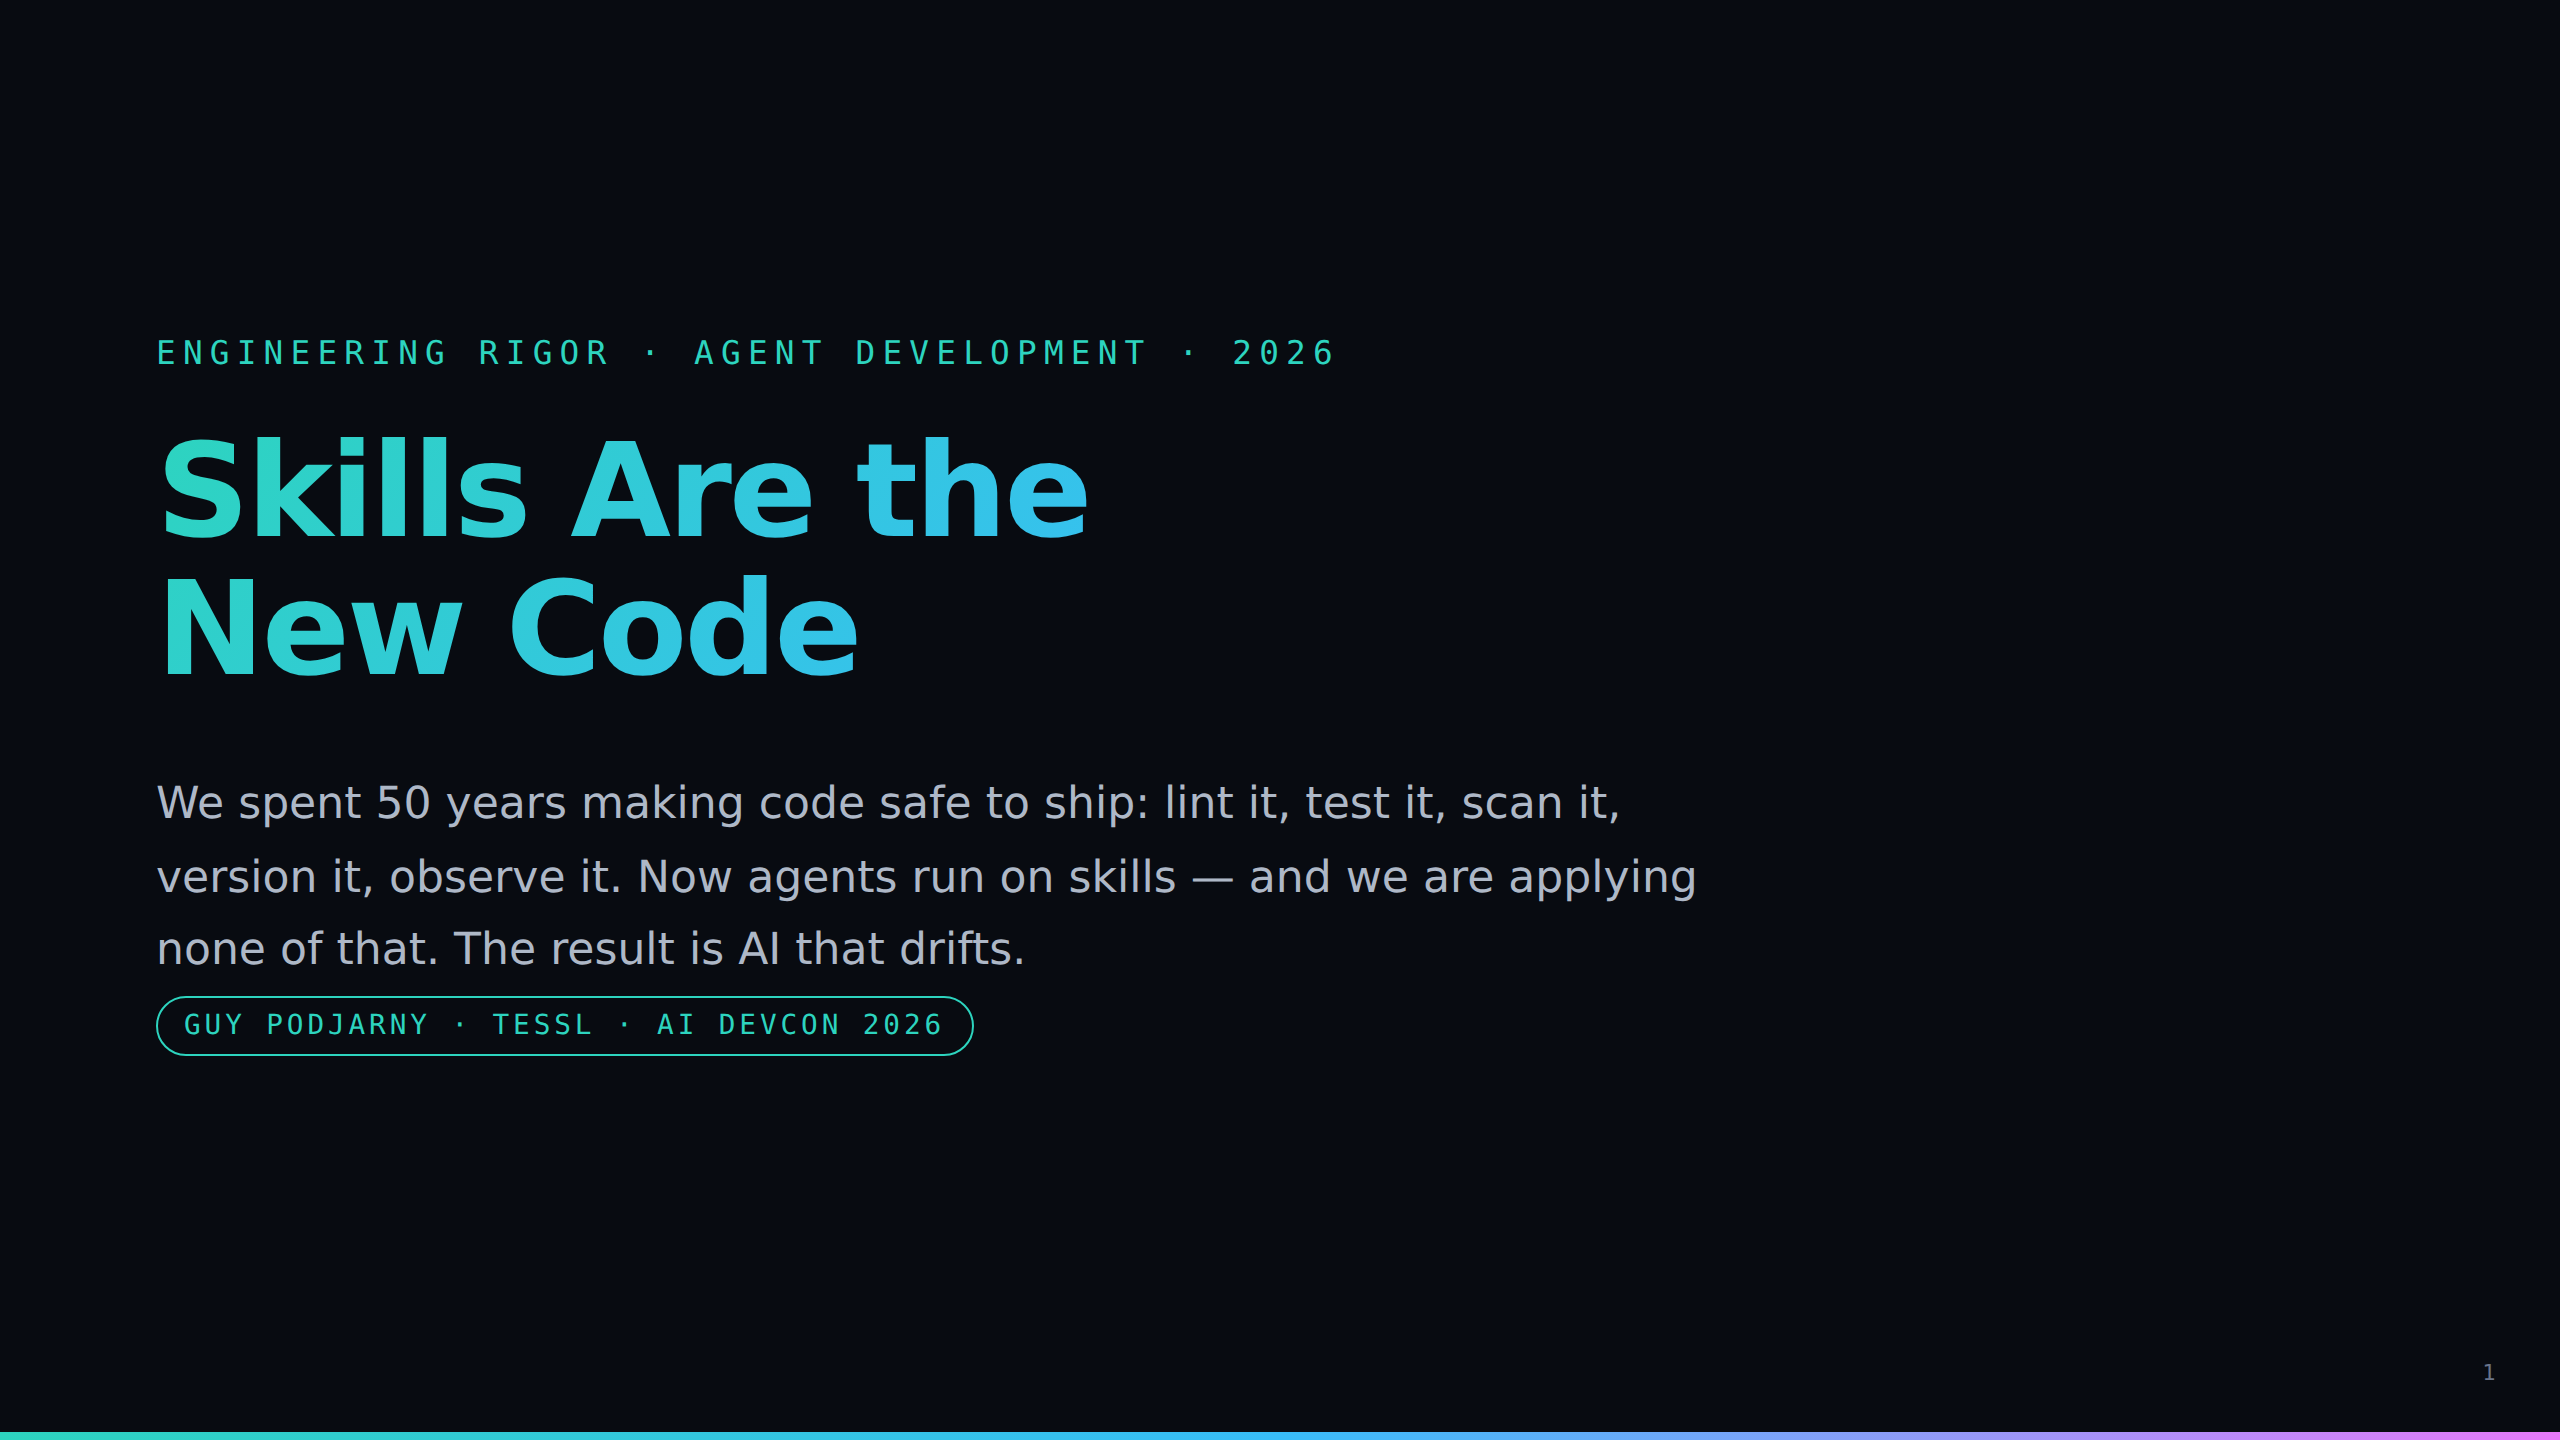 ENGINEERING RIGOR · AGENT DEVELOPMENT · 2026
Skills Are the
New Code
We spent 50 years making code safe to ship: lint it, test it, scan it,
version it, observe it. Now agents run on skills — and we are applying
none of that. The result is AI that drifts.
GUY PODJARNY · TESSL · AI DEVCON 2026
1